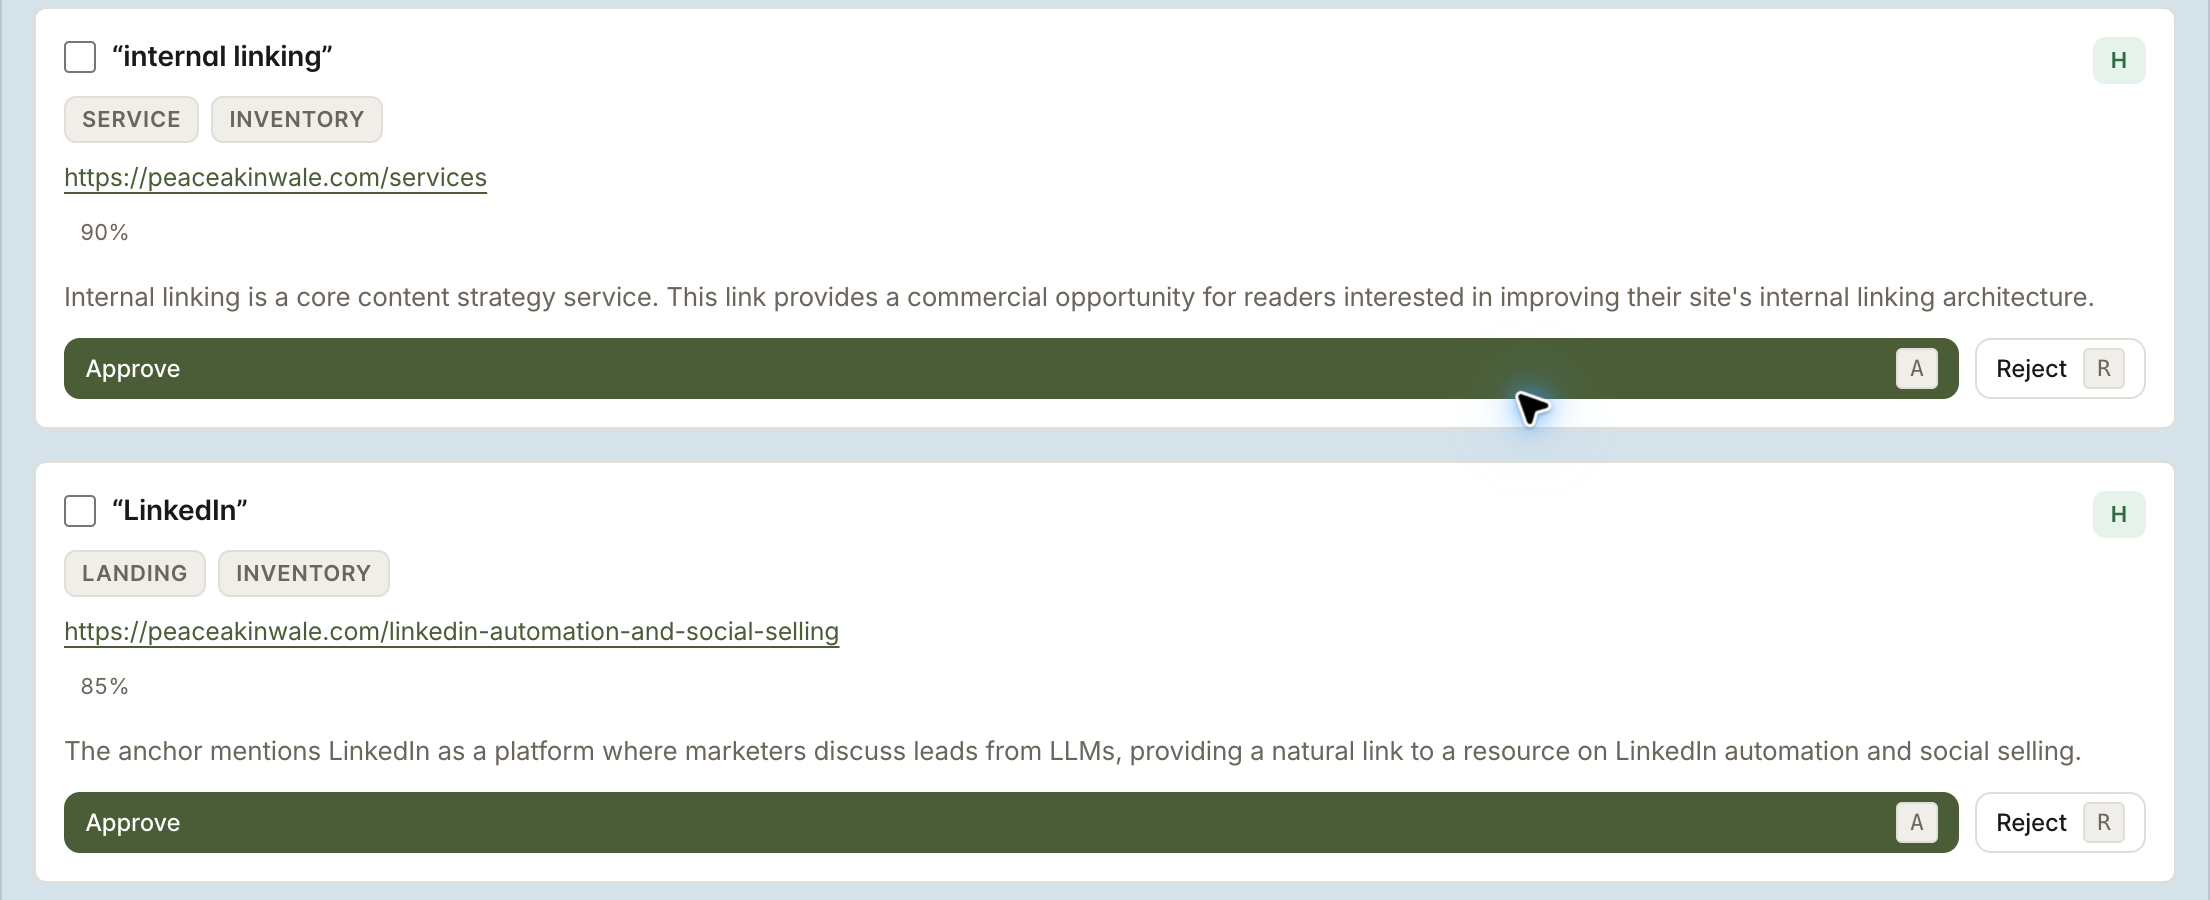 “internal linking”
H
SERVICE INVENTORY
https://peaceakinwale.com/services
90%
Internal linking is a core content strategy service. This link provides a commercial opportunity for readers interested in improving their site's internal linking architecture.
Approve A Reject R
“LinkedIn”
H
LANDING INVENTORY
https://peaceakinwale.com/linkedin-automation-and-social-selling
85%
The anchor mentions LinkedIn as a platform where marketers discuss leads from LLMs, providing a natural link to a resource on LinkedIn automation and social selling.
Approve A Reject R